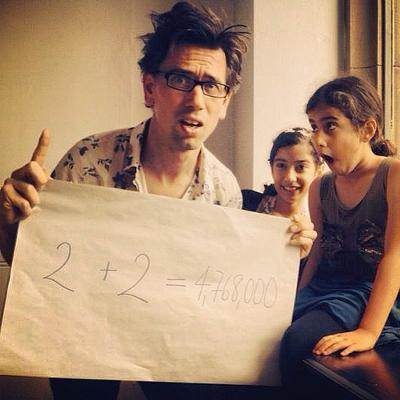 2 + 2 = 4,768,000